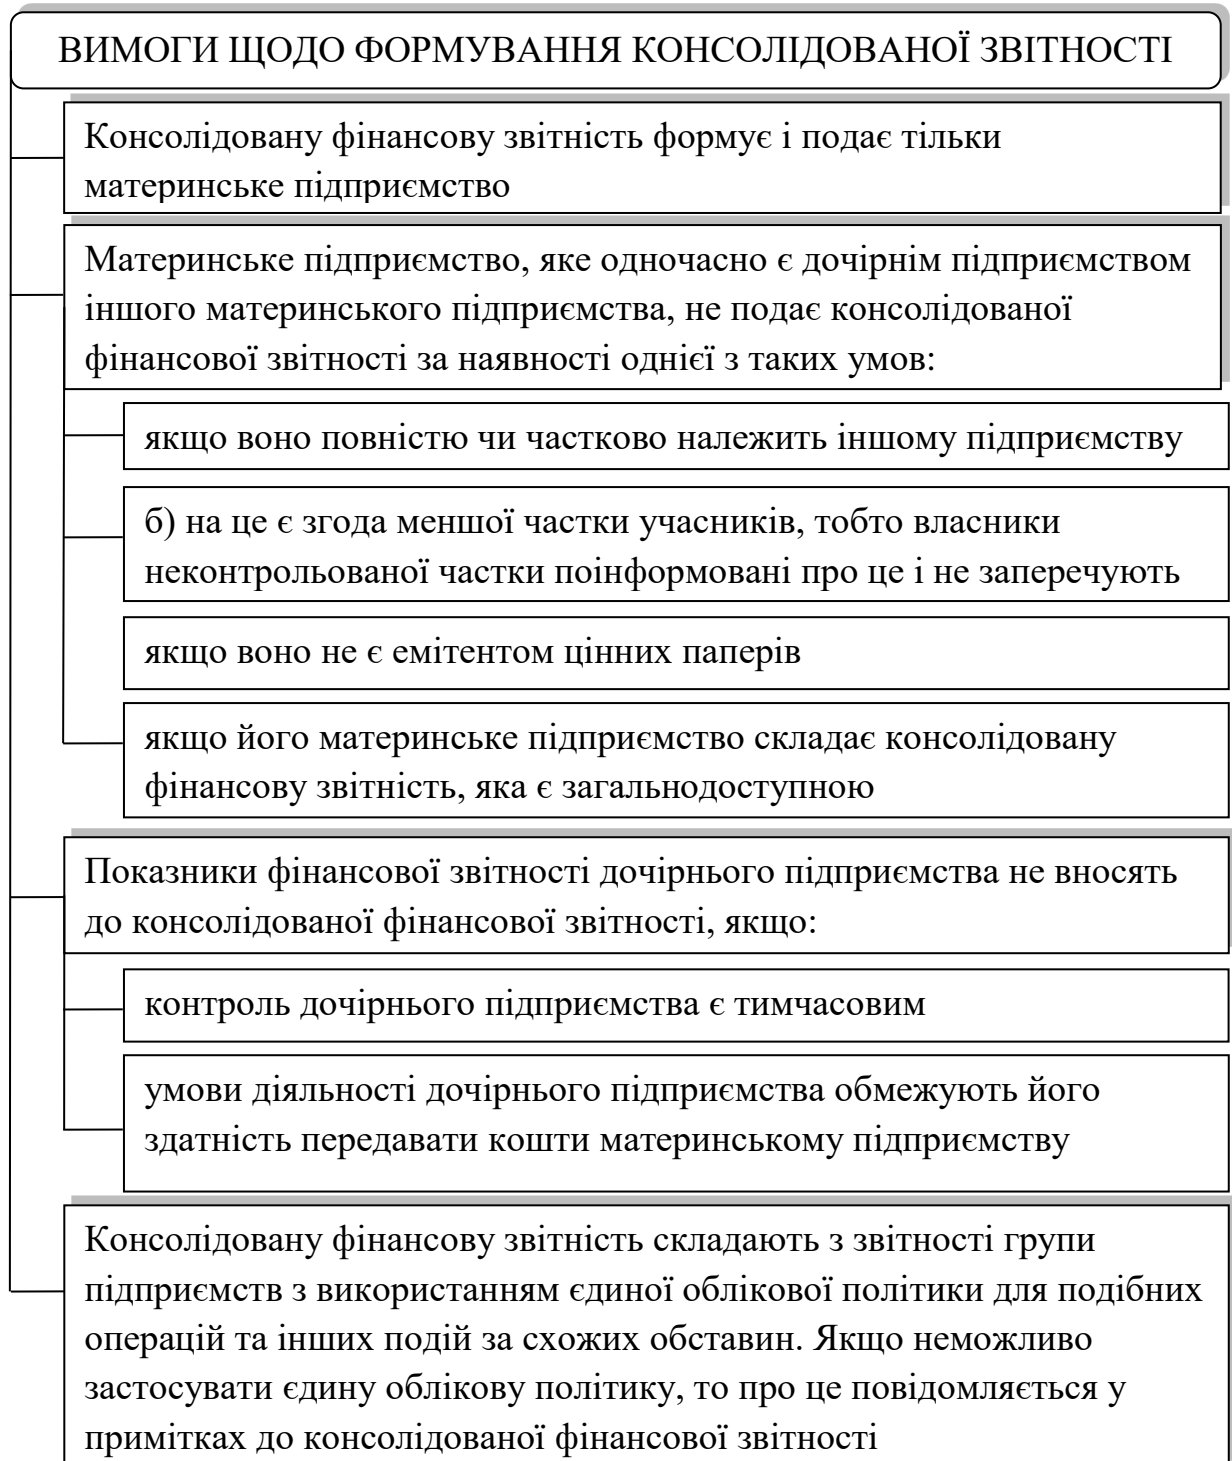 ВИМОГИ ЩОДО ФОРМУВАННЯ КОНСОЛІДОВАНОЇ ЗВІТНОСТІ
Консолідовану фінансову звітність формує і подає тільки
материнське підприємство
Материнське підприємство, яке одночасно є дочірнім підприємством
іншого материнського підприємства, не подає консолідованої
фінансової звітності за наявності однієї з таких умов:
якщо воно повністю чи частково належить іншому підприємству
б) на це є згода меншої частки учасників, тобто власники
неконтрольованої частки поінформовані про це і не заперечують
якщо воно не є емітентом цінних паперів
якщо його материнське підприємство складає консолідовану
фінансову звітність, яка є загальнодоступною
Показники фінансової звітності дочірнього підприємства не вносять
до консолідованої фінансової звітності, якщо:
контроль дочірнього підприємства є тимчасовим
умови діяльності дочірнього підприємства обмежують його
здатність передавати кошти материнському підприємству
Консолідовану фінансову звітність складають з звітності групи
підприємств з використанням єдиної облікової політики для подібних
операцій та інших подій за схожих обставин. Якщо неможливо
застосувати єдину облікову політику, то про це повідомляється у
примітках до консолідованої фінансової звітності